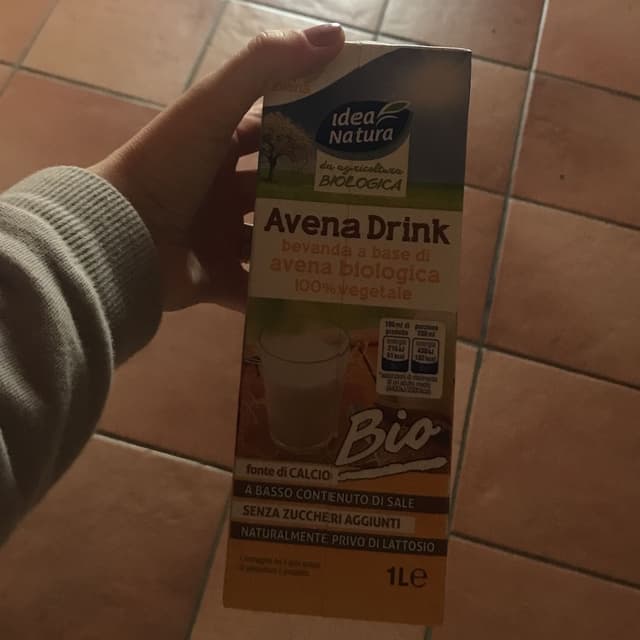 Idea
Natura
da agricoltura
BIOLOGICA
Avena Drink
bevanda a base di
avena biologica
100% vegetale
Bio
fonte di CALCIO
A BASSO CONTENUTO DI SALE
SENZA ZUCCHERI AGGIUNTI
NATURALMENTE PRIVO DI LATTOSIO
1L℮